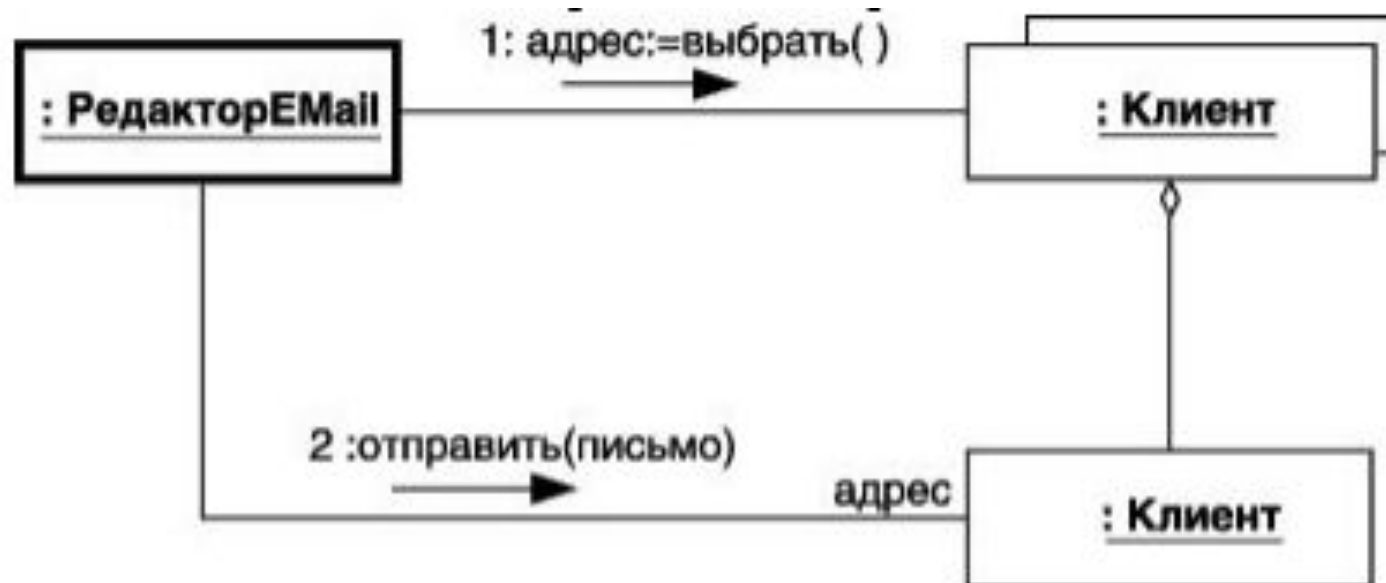 1: адрес:=выбрать( )
: РедакторEMail
: Клиент
2 :отправить(письмо)
адрес
: Клиент